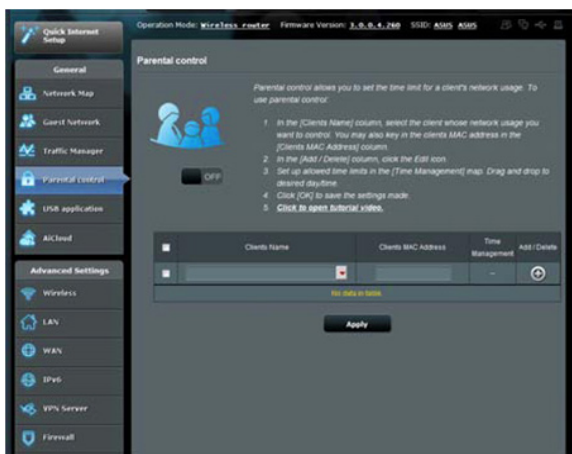 Quick Internet
Setup
Operation Mode: Wireless router Firmware Version: 3.0.0.4.260 SSID: ASUS ASUS
General
Network Map
Guest Network
Traffic Manager
Parental control
USB application
AiCloud
Advanced Settings
Wireless
LAN
WAN
IPv6
VPN Server
Firewall
Parental control
Parental control allows you to set the time limit for a client's network usage. To
use parental control:
1. In the [Clients Name] column, select the client whose network usage you
want to control. You may also key in the clients MAC address in the
[Clients MAC Address] column.
2. In the [Add / Delete] column, click the Edit icon.
3. Set up allowed time limits in the [Time Management] map. Drag and drop to
desired day/time.
4. Click [OK] to save the settings made.
5. Click to open tutorial video.
OFF
Clients Name Clients MAC Address Time Management Add / Delete
--
No data in table.
Apply